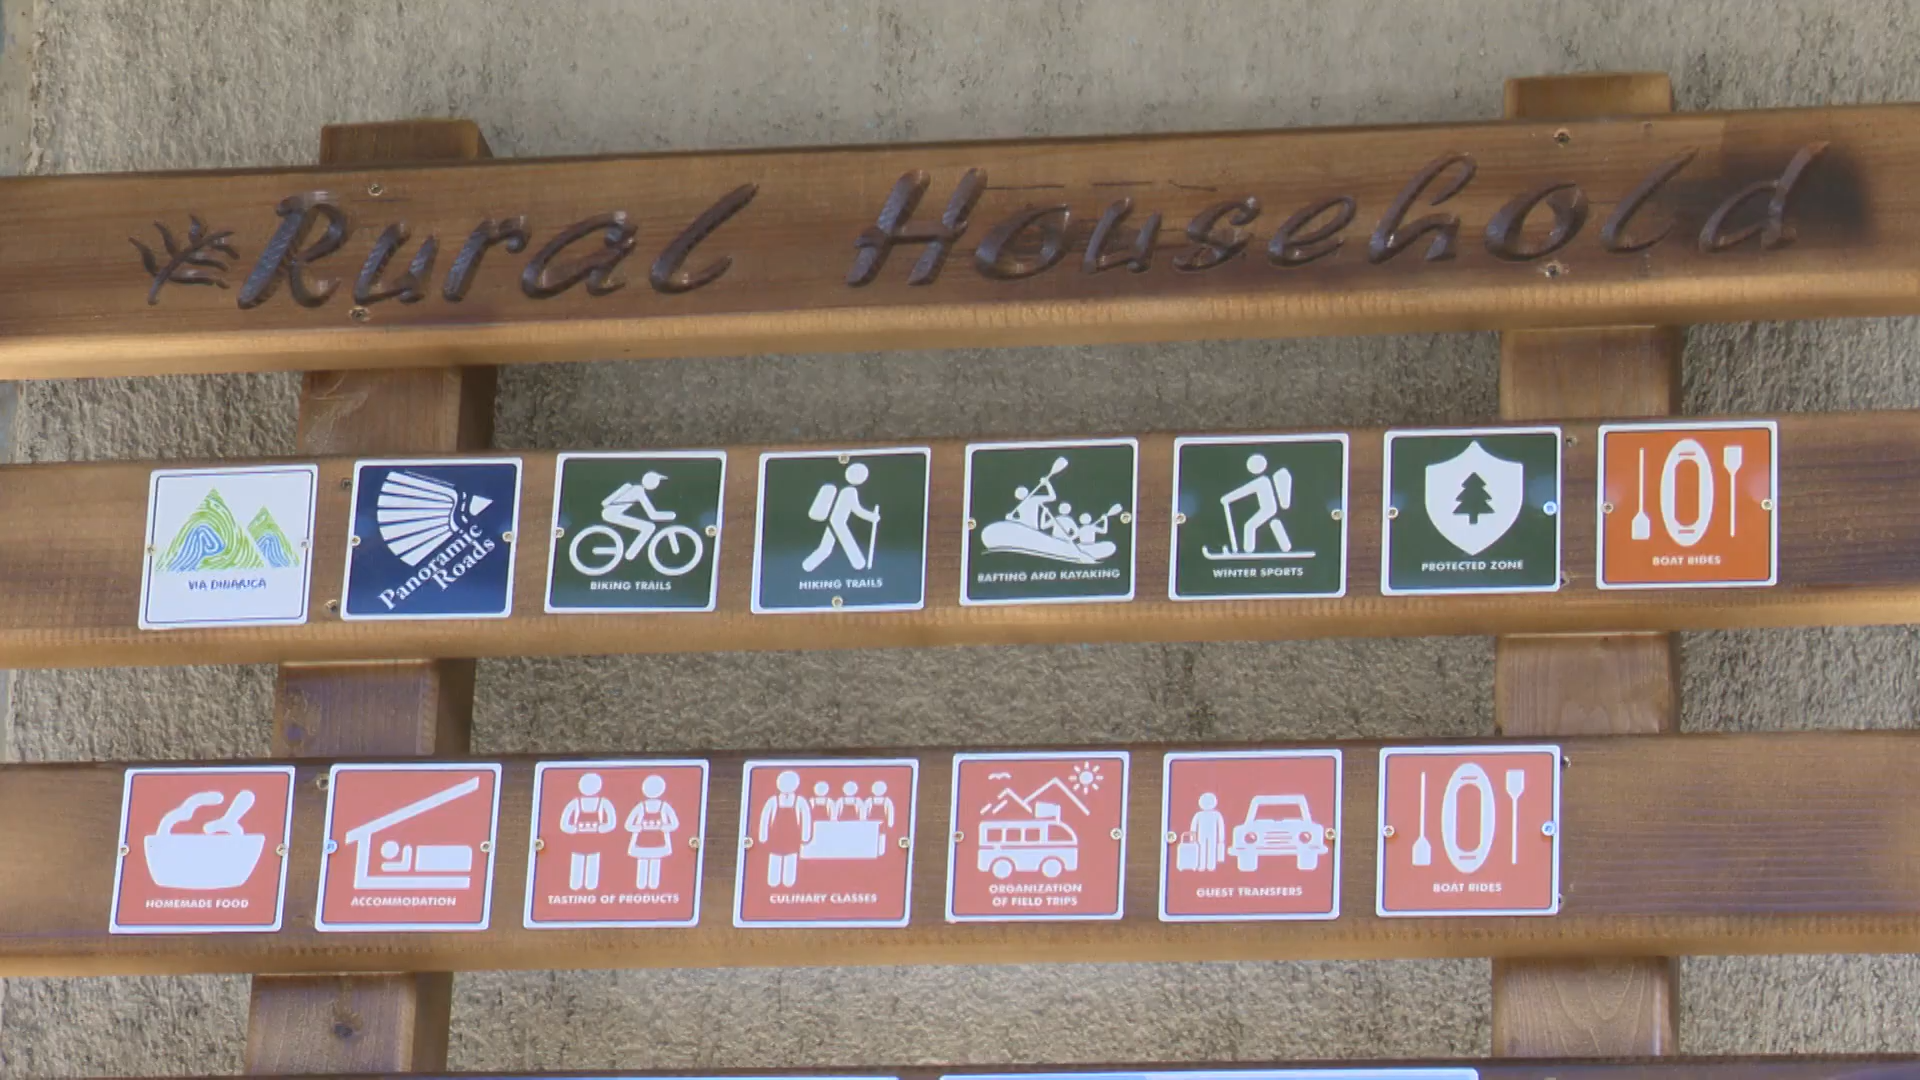 Rural Household
VIA DINARICA
Panoramic
Roads
BIKING TRAILS
HIKING TRAILS
RAFTING AND KAYAKING
WINTER SPORTS
PROTECTED ZONE
BOAT RIDES
HOMEMADE FOOD
ACCOMMODATION
TASTING OF PRODUCTS
CULINARY CLASSES
ORGANIZATION
OF FIELD TRIPS
GUEST TRANSFERS
BOAT RIDES